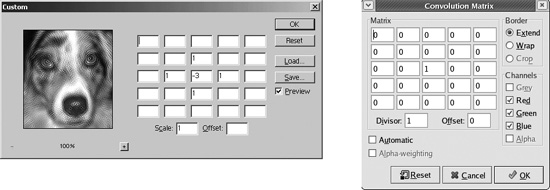 Custom
OK
Reset
1
Load...
1 -3 1
Save...
1
Preview
Scale: 1 Offset:
100%
Convolution Matrix
Matrix
Border
0 0 0 0 0
Extend
0 0 0 0 0
Wrap
Crop
0 0 1 0 0
Channels
0 0 0 0 0
Grey
Red
0 0 0 0 0
Green
Divisor: 1 Offset: 0
Blue
Automatic
Alpha
Alpha-weighting
Reset Cancel OK